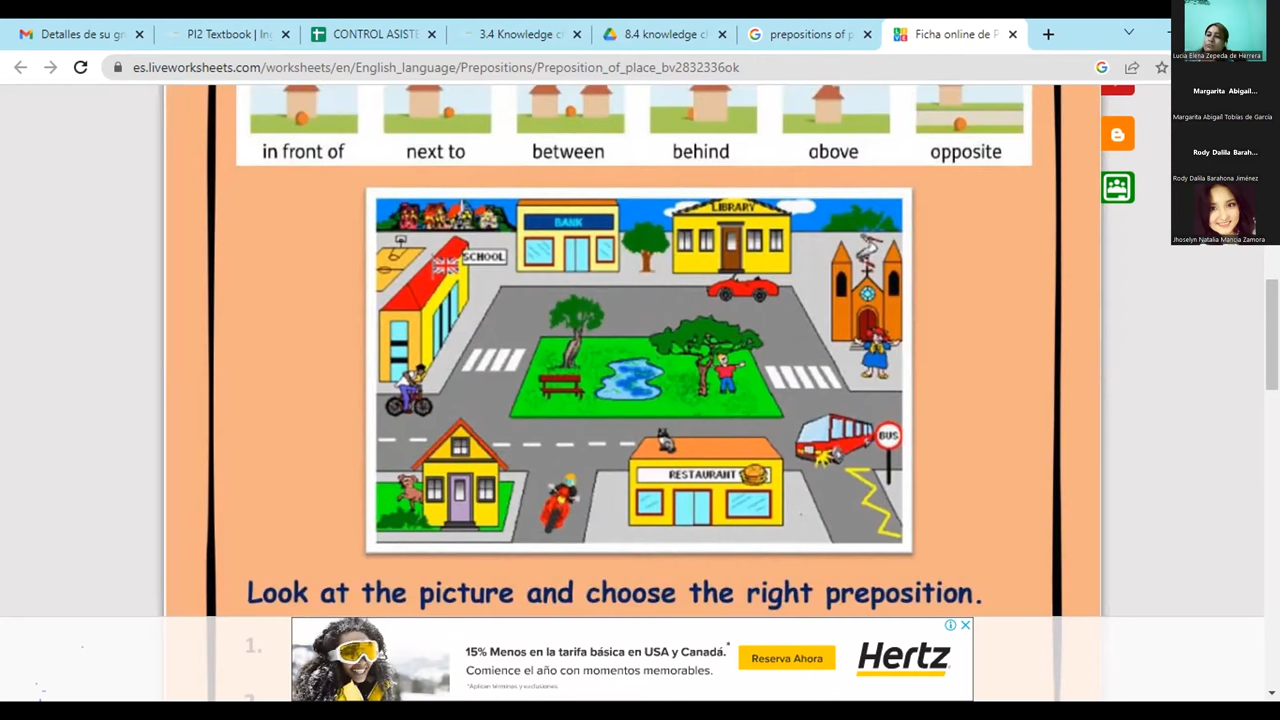 Detalles de su gr
PI2 Textbook | Ing
CONTROL ASISTE
3.4 Knowledge c
8.4 knowledge c
prepositions of p
Ficha online de P
es.liveworksheets.com/worksheets/en/English_language/Prepositions/Preposition_of_place_bv2832336ok
Lucia Elena Zepeda de Herrera
Margarita Abigail...
Margarita Abigail Tobías de García
Rody Dalila Barah...
Rody Dalila Barahona Jiménez
Jhoselyn Natalia Mancia Zamora
in front of
next to
between
behind
above
opposite
BANK
LIBRARY
SCHOOL
BUS
RESTAURANT
Look at the picture and choose the right preposition.
1.
15% Menos en la tarifa básica en USA y Canadá.*
Comience el año con momentos memorables.
*Aplican términos y exclusiones.
Reserva Ahora
Hertz